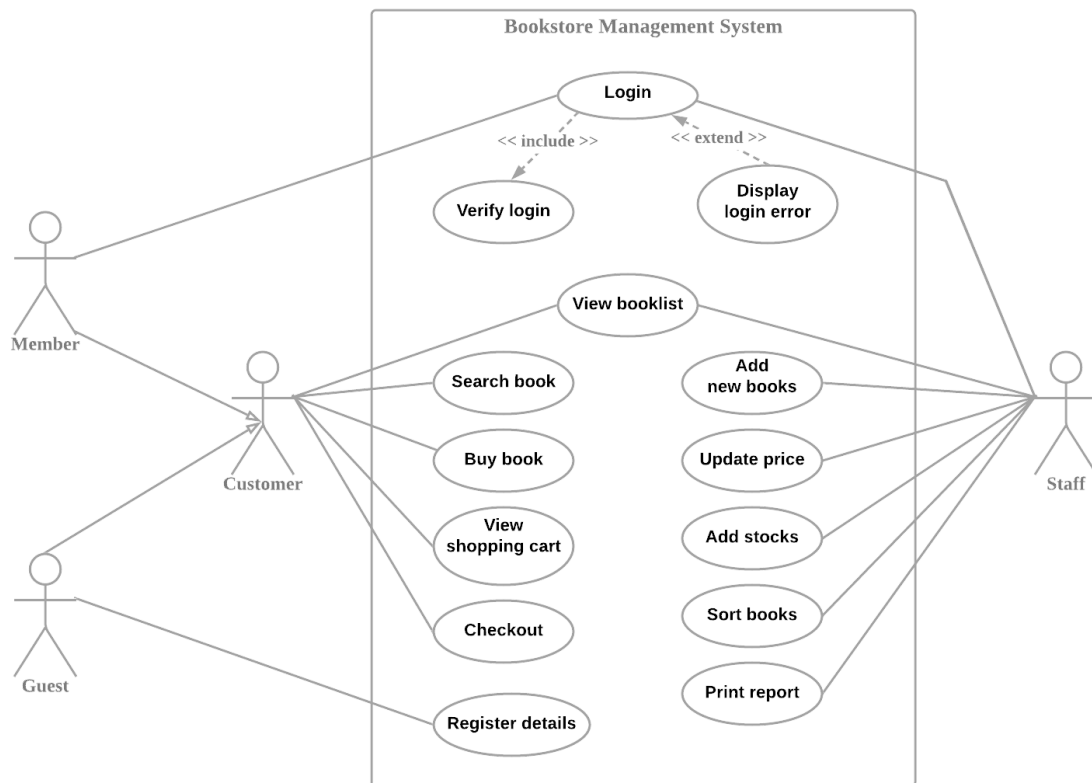 Bookstore Management System
Login
<< include >>
<< extend >>
Verify login
Display
login error
Member
View booklist
Search book
Add
new books
Buy book
Update price
Customer
Staff
View
shopping cart
Add stocks
Checkout
Sort books
Guest
Print report
Register details